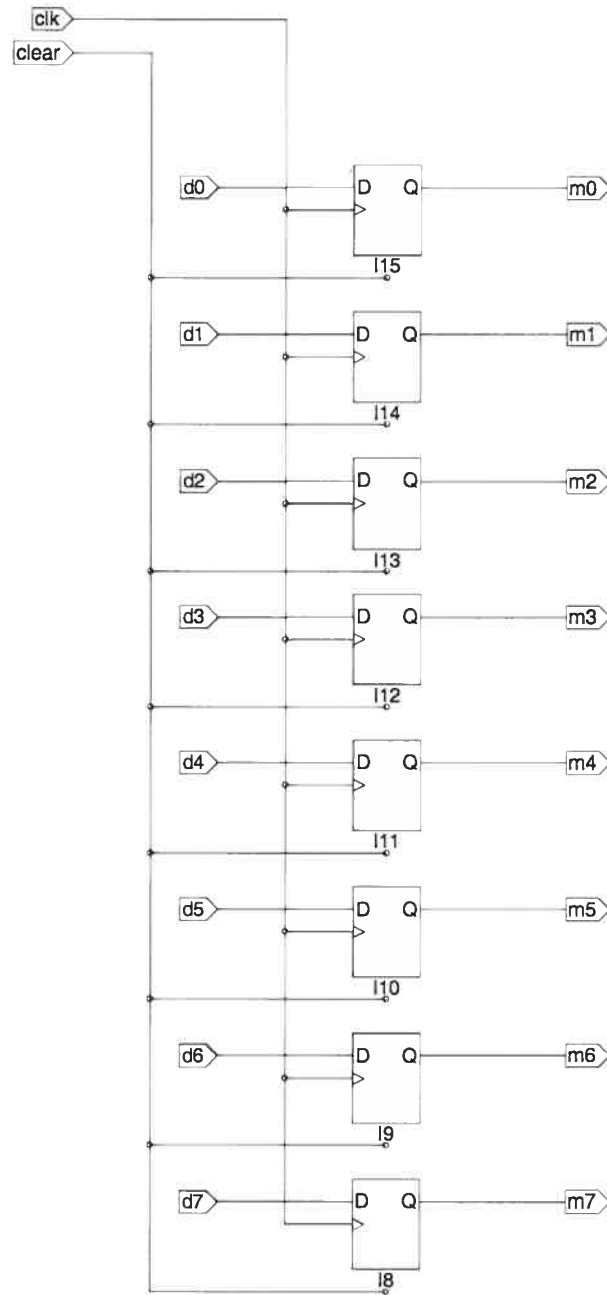 clk
clear
d0 D Q m0
I15
d1 D Q m1
I14
d2 D Q m2
I13
d3 D Q m3
I12
d4 D Q m4
I11
d5 D Q m5
I10
d6 D Q m6
I9
d7 D Q m7
I8